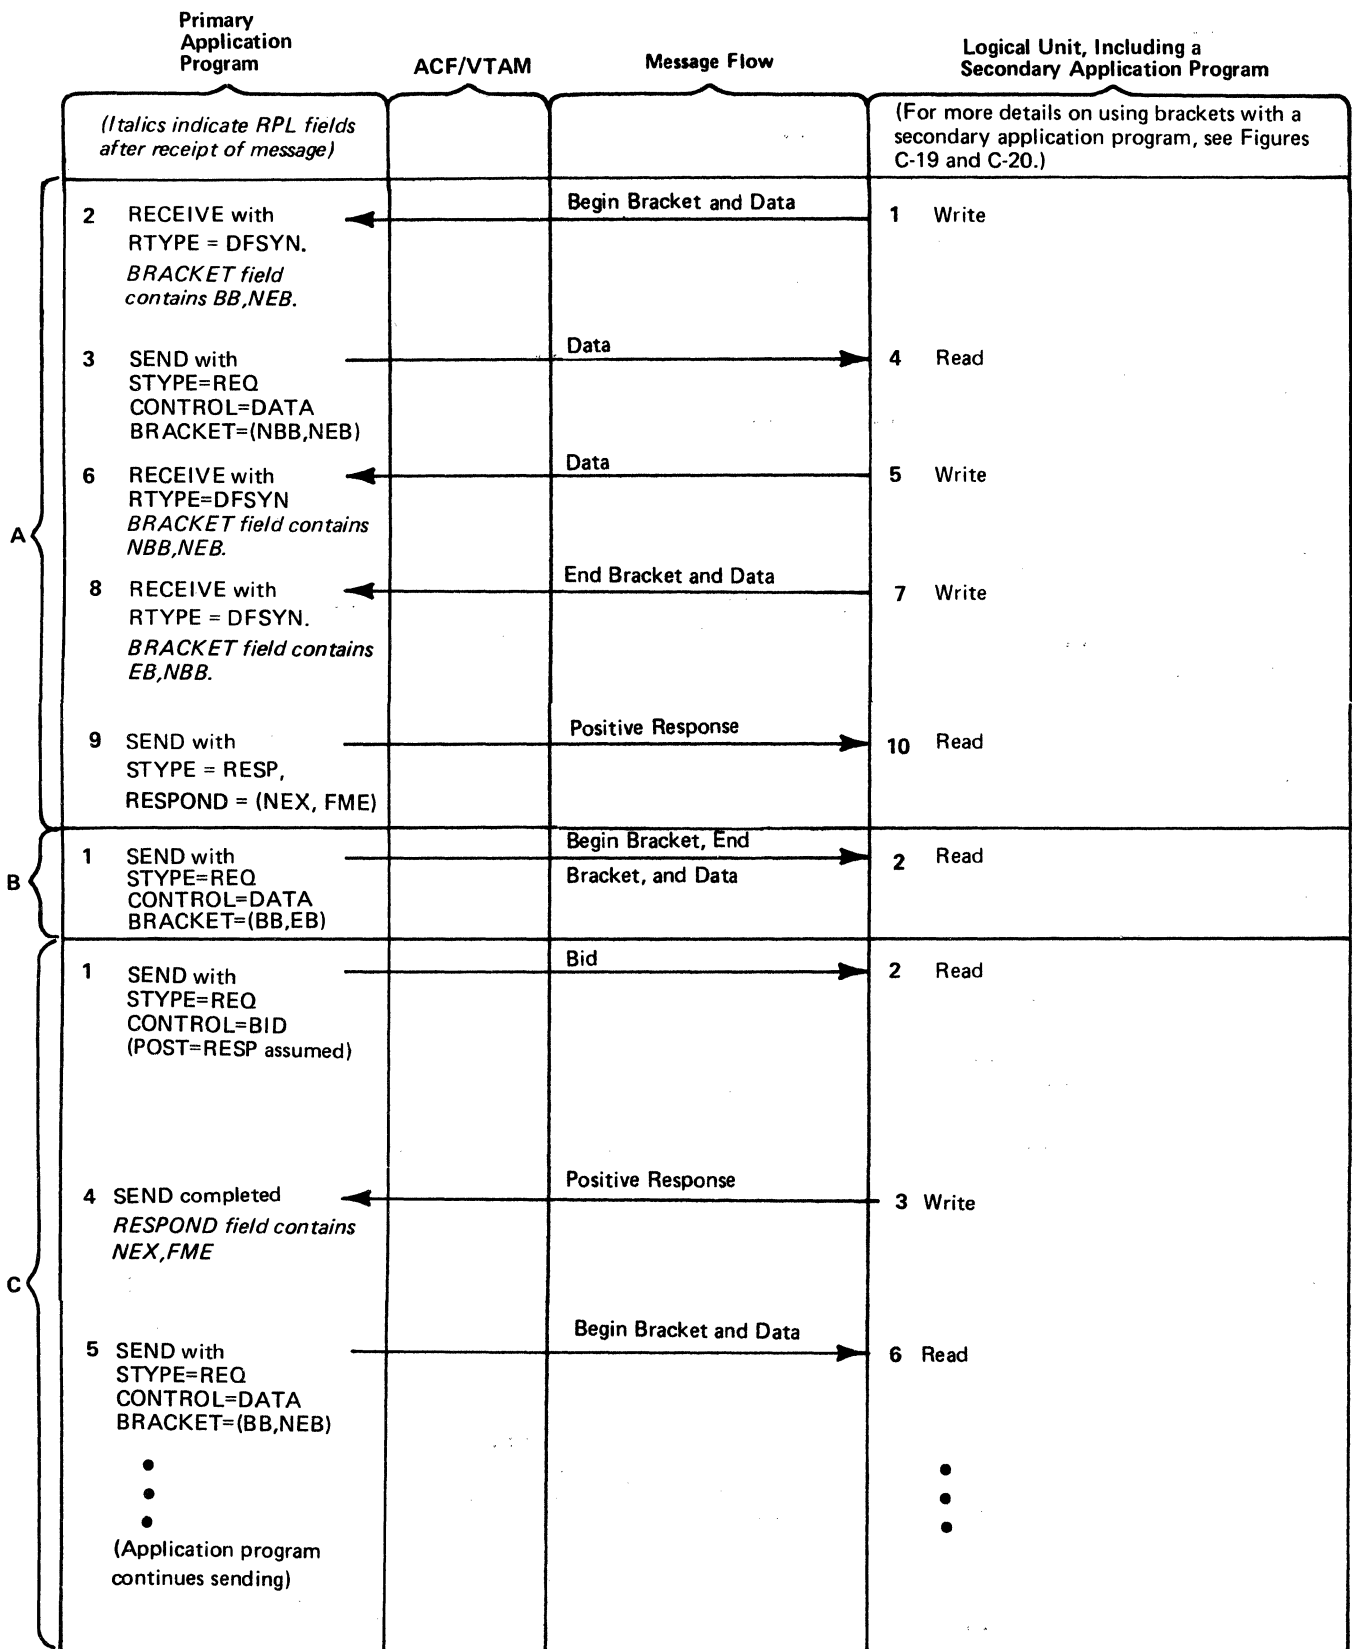 Primary
Application
Program
ACF/VTAM
Message Flow
Logical Unit, Including a
Secondary Application Program
(Italics indicate RPL fields
after receipt of message)
(For more details on using brackets with a
secondary application program, see Figures
C-19 and C-20.)
A
2 RECEIVE with
RTYPE = DFSYN.
BRACKET field
contains BB,NEB.
Begin Bracket and Data
1 Write
3 SEND with
STYPE=REQ
CONTROL=DATA
BRACKET=(NBB,NEB)
Data
4 Read
6 RECEIVE with
RTYPE=DFSYN
BRACKET field contains
NBB,NEB.
Data
5 Write
8 RECEIVE with
RTYPE = DFSYN.
BRACKET field contains
EB,NBB.
End Bracket and Data
7 Write
9 SEND with
STYPE = RESP,
RESPOND = (NEX, FME)
Positive Response
10 Read
B
1 SEND with
STYPE=REQ
CONTROL=DATA
BRACKET=(BB,EB)
Begin Bracket, End
Bracket, and Data
2 Read
C
1 SEND with
STYPE=REQ
CONTROL=BID
(POST=RESP assumed)
Bid
2 Read
4 SEND completed
RESPOND field contains
NEX,FME
Positive Response
3 Write
5 SEND with
STYPE=REQ
CONTROL=DATA
BRACKET=(BB,NEB)
Begin Bracket and Data
6 Read
(Application program
continues sending)